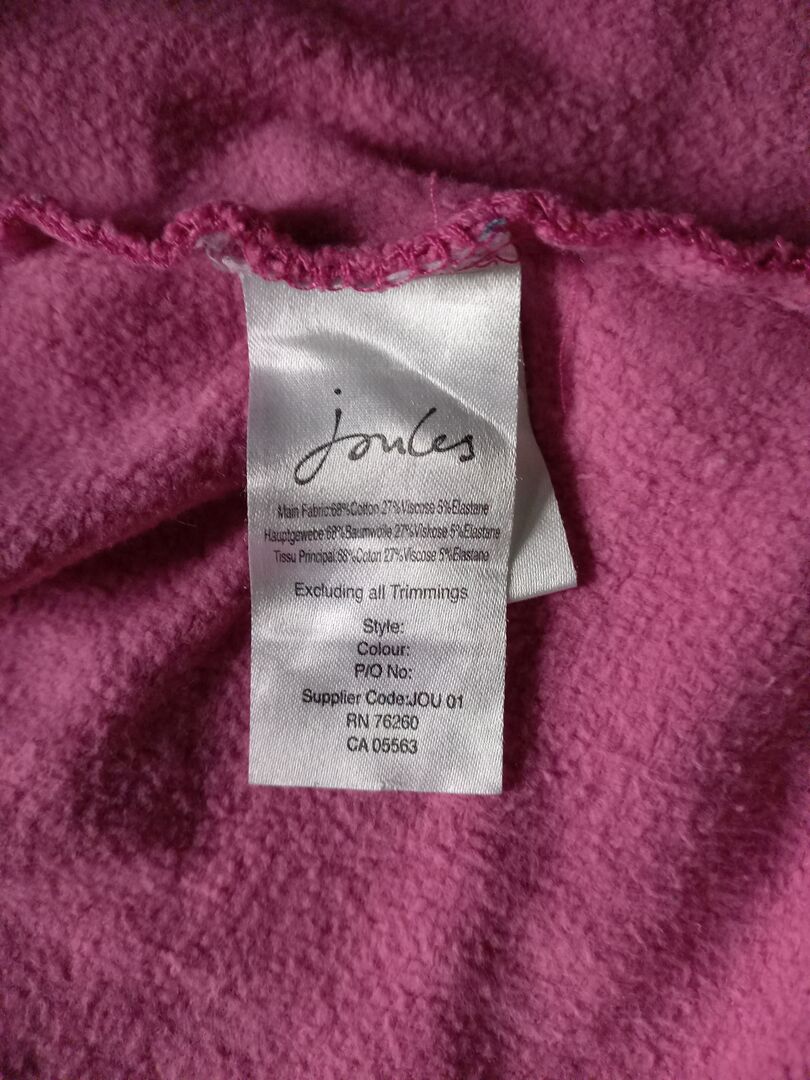 joules
Main Fabric:68%Cotton 27%Viscose 5%Elastane
Hauptgewebe:68%Baumwolle 27%Viskose 5%Elastane
Tissu Principal:68%Coton 27%Viscose 5%Elastane
Excluding all Trimmings
Style:
Colour:
P/O No:
Supplier Code:JOU 01
RN 76260
CA 05563